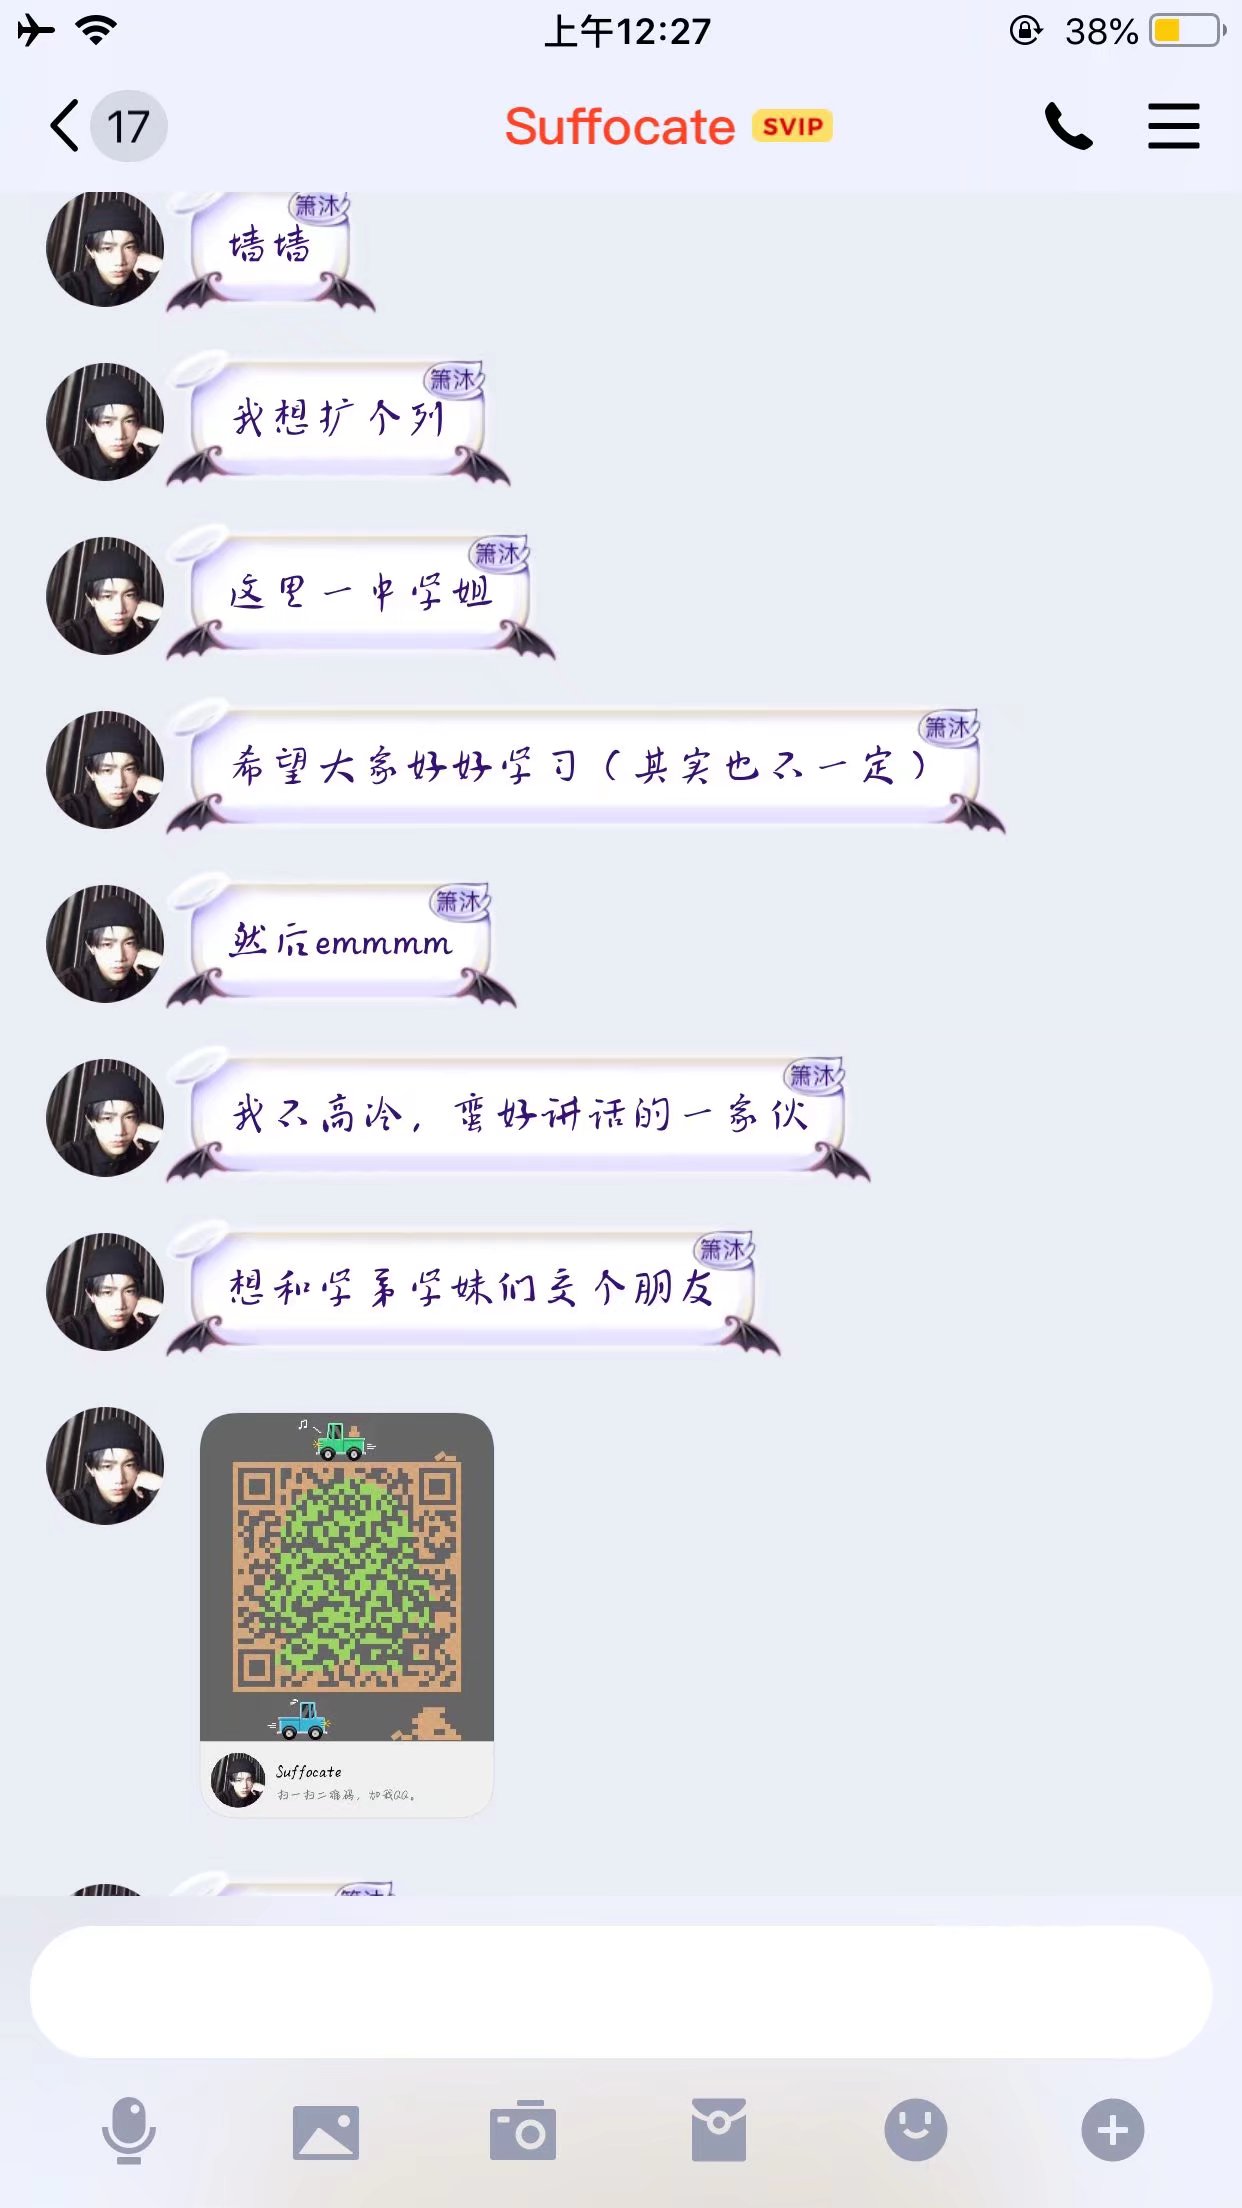 上午12:27
38%
17
Suffocate SVIP
箫沐
墙墙
箫沐
我想扩个列
箫沐
这里一中学姐
箫沐
希望大家好好学习（其实也不一定）
箫沐
然后emmmm
箫沐
我不高冷，蛮好讲话的一家伙
箫沐
想和学弟学妹们交个朋友
Suffocate
扫一扫二维码，加我QQ。
箫沐